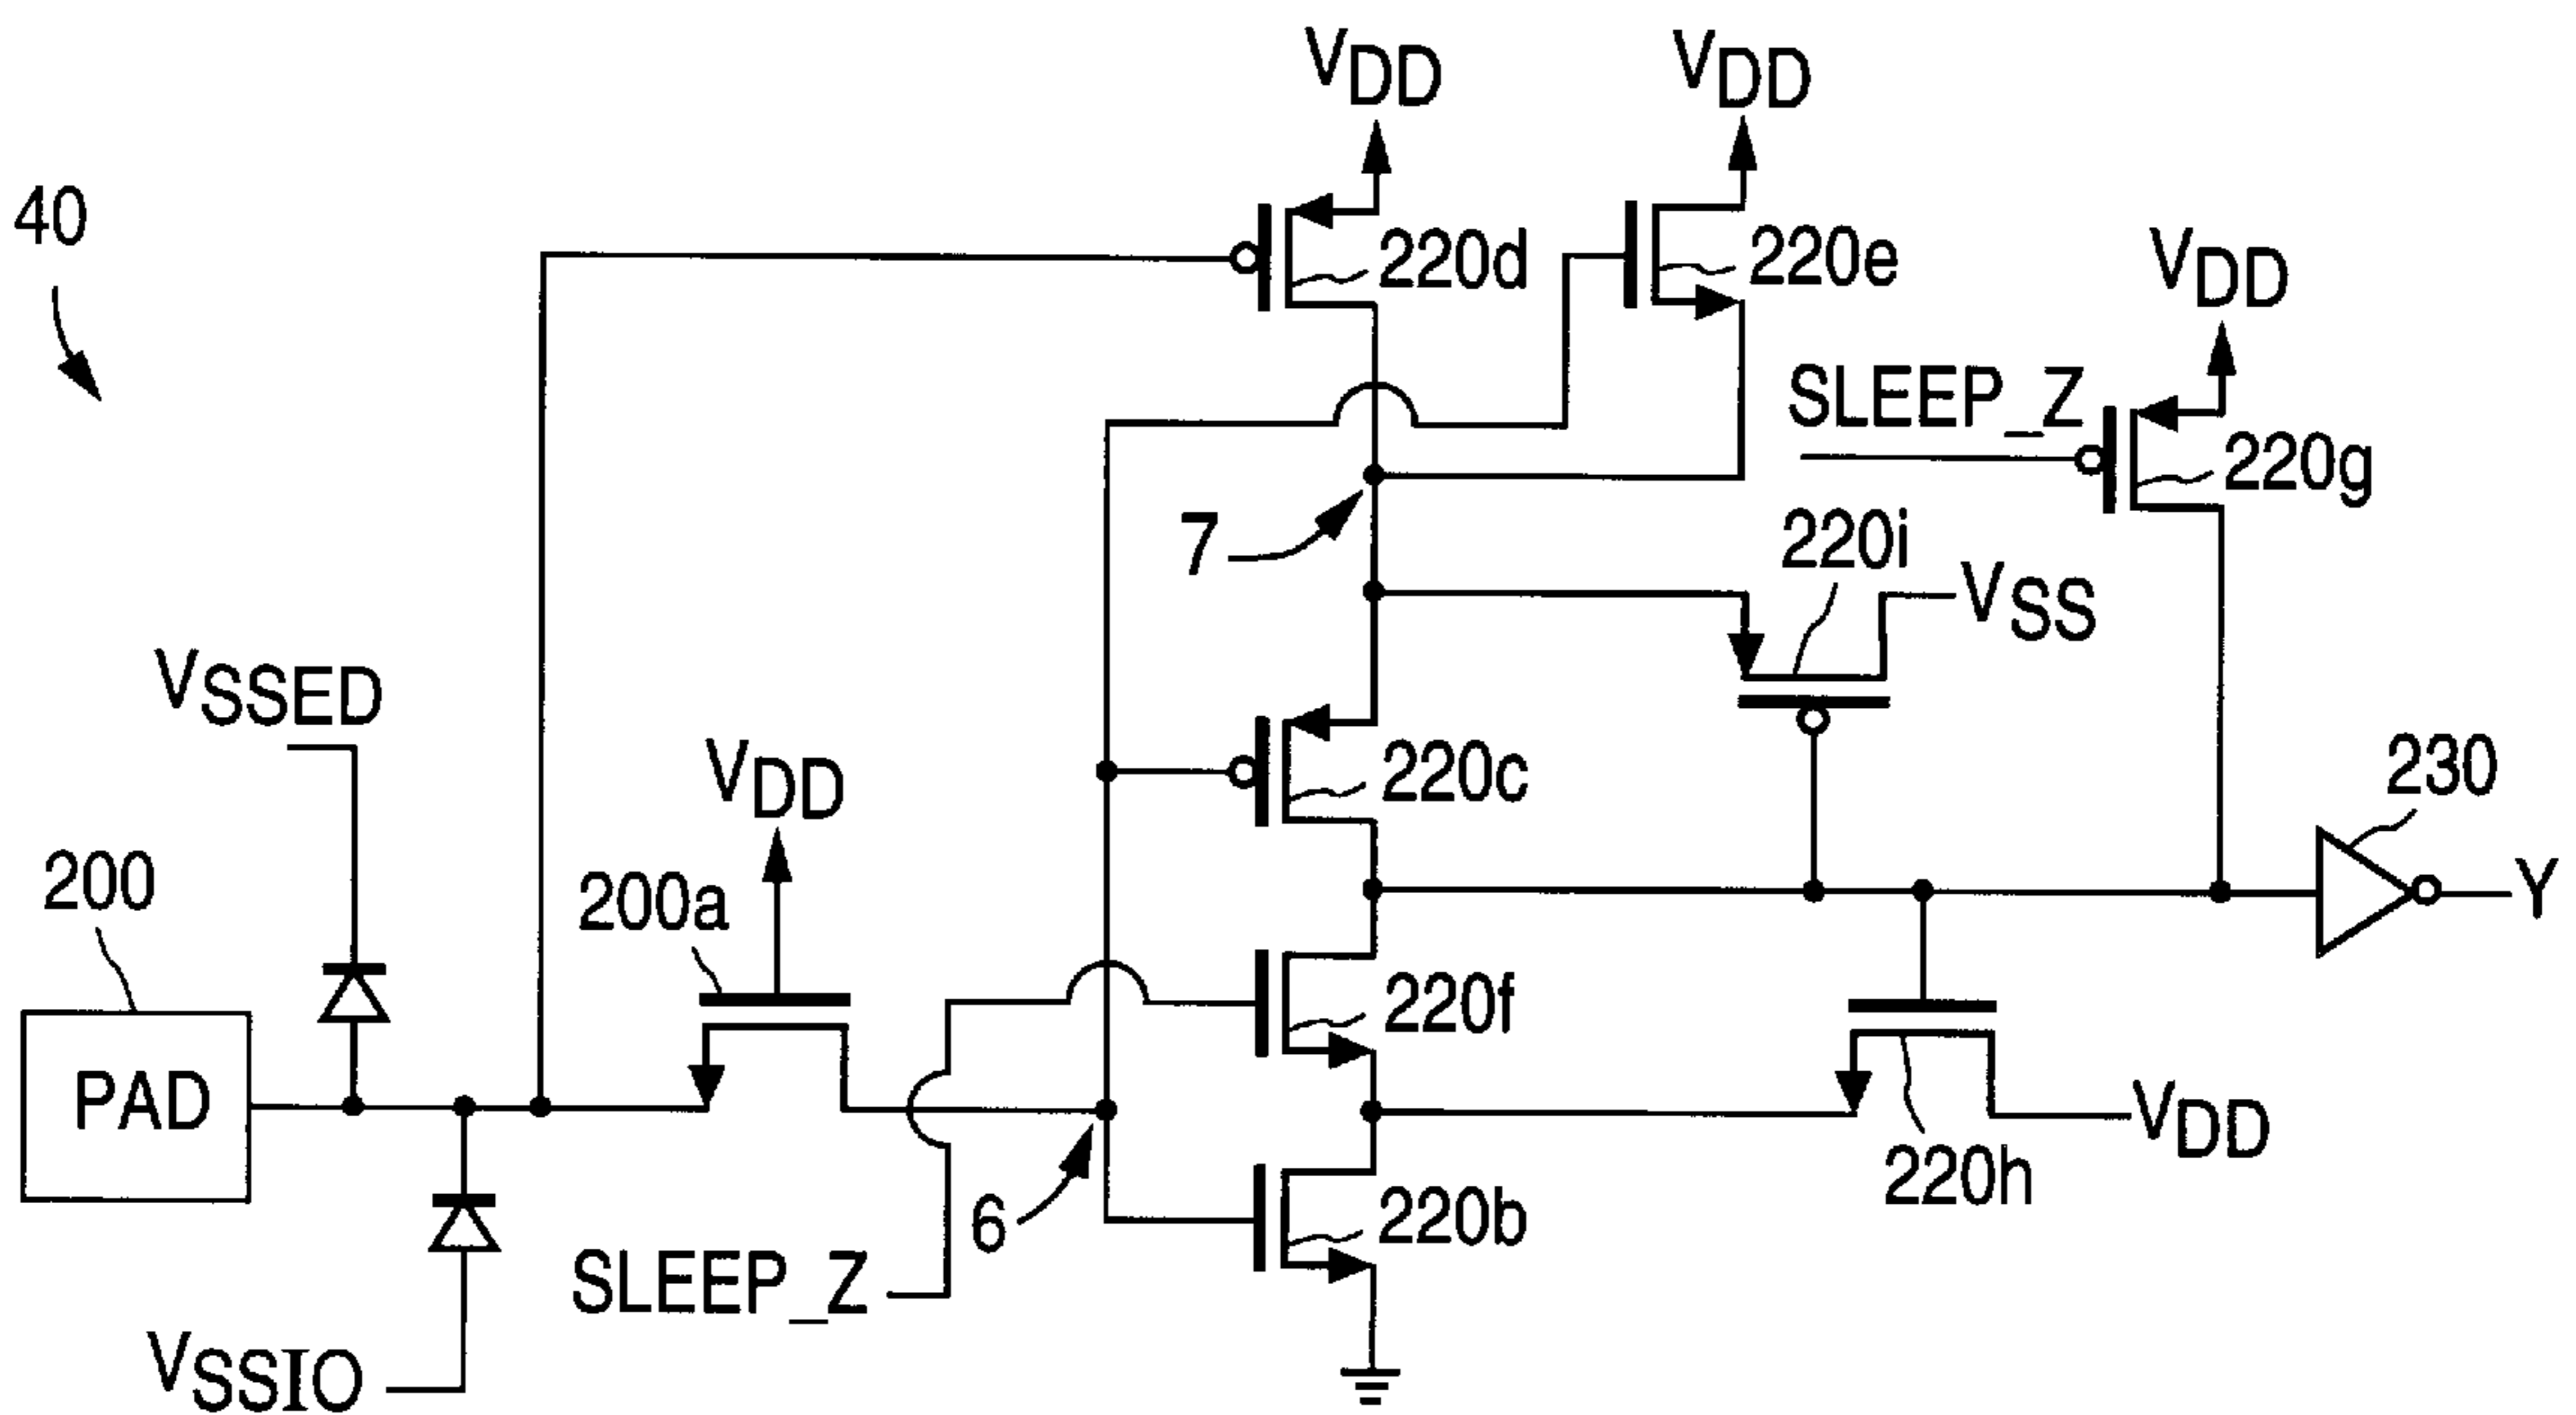 40
VDD
VDD
220d
220e
VDD
SLEEP_Z
220g
7
220i
VSS
VSSED
VDD
220c
230
200
200a
Y
220f
PAD
VDD
220h
6
220b
SLEEP_Z
VSSIO